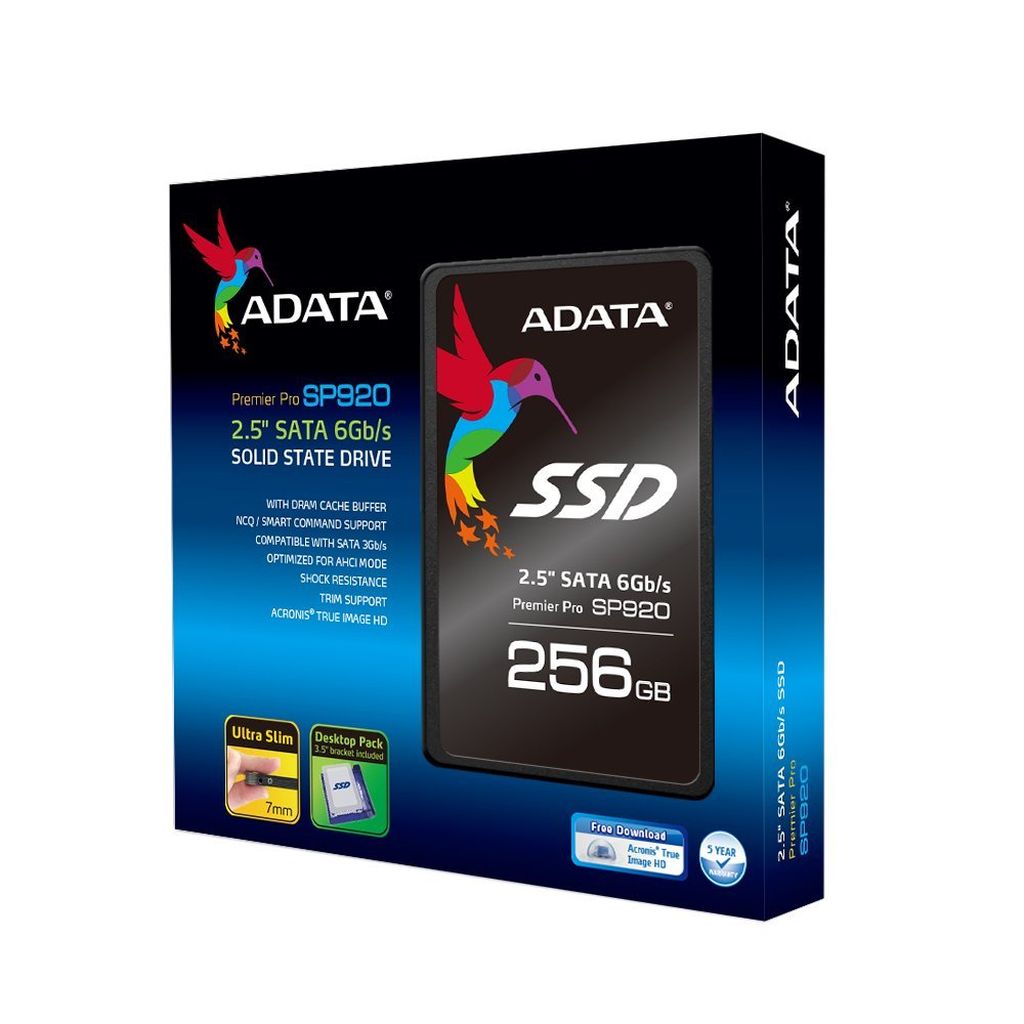 ADATA®
Premier Pro SP920
2.5" SATA 6Gb/s
SOLID STATE DRIVE
WITH DRAM CACHE BUFFER
NCQ / SMART COMMAND SUPPORT
COMPATIBLE WITH SATA 3Gb/s
OPTIMIZED FOR AHCI MODE
SHOCK RESISTANCE
TRIM SUPPORT
ACRONIS® TRUE IMAGE HD
Ultra Slim
7mm
Desktop Pack
3.5" bracket included
SSD
ADATA®
SSD
2.5" SATA 6Gb/s
Premier Pro SP920
256GB
Free Download
Acronis® True
Image HD
5 YEAR
WARRANTY
ADATA®
2.5" SATA 6Gb/s SSD
Premier Pro
SP920